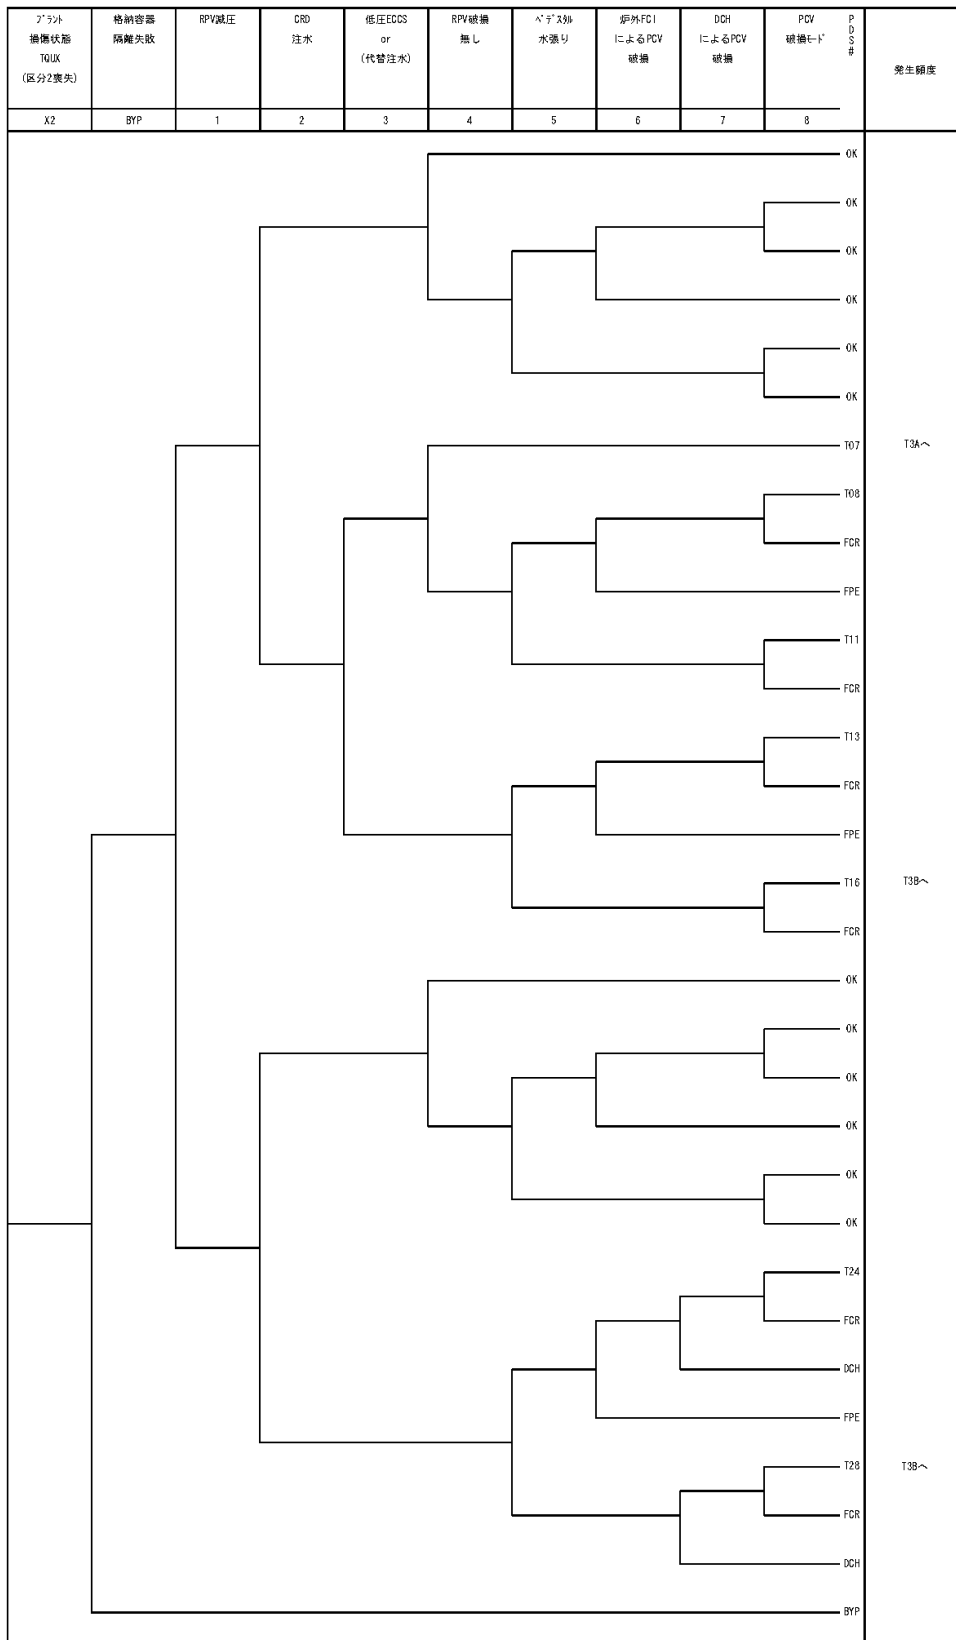 プラント
損傷状態
TQUX
(区分2喪失)
格納容器
隔離失敗
RPV減圧
CRD
注水
低圧ECCS
or
(代替注水)
RPV破損
無し
ペデスタル
水張り
炉外FCI
によるPCV
破損
DCH
によるPCV
破損
PCV
破損モード
PDS#
発生頻度
X2 BYP 1 2 3 4 5 6 7 8
OK
OK
OK
OK
OK
OK
T07 T3Aへ
T08
FCR
FPE
T11
FCR
T13
FCR
FPE
T16 T3Bへ
FCR
OK
OK
OK
OK
OK
OK
T24
FCR
DCH
FPE
T28 T3Bへ
FCR
DCH
BYP